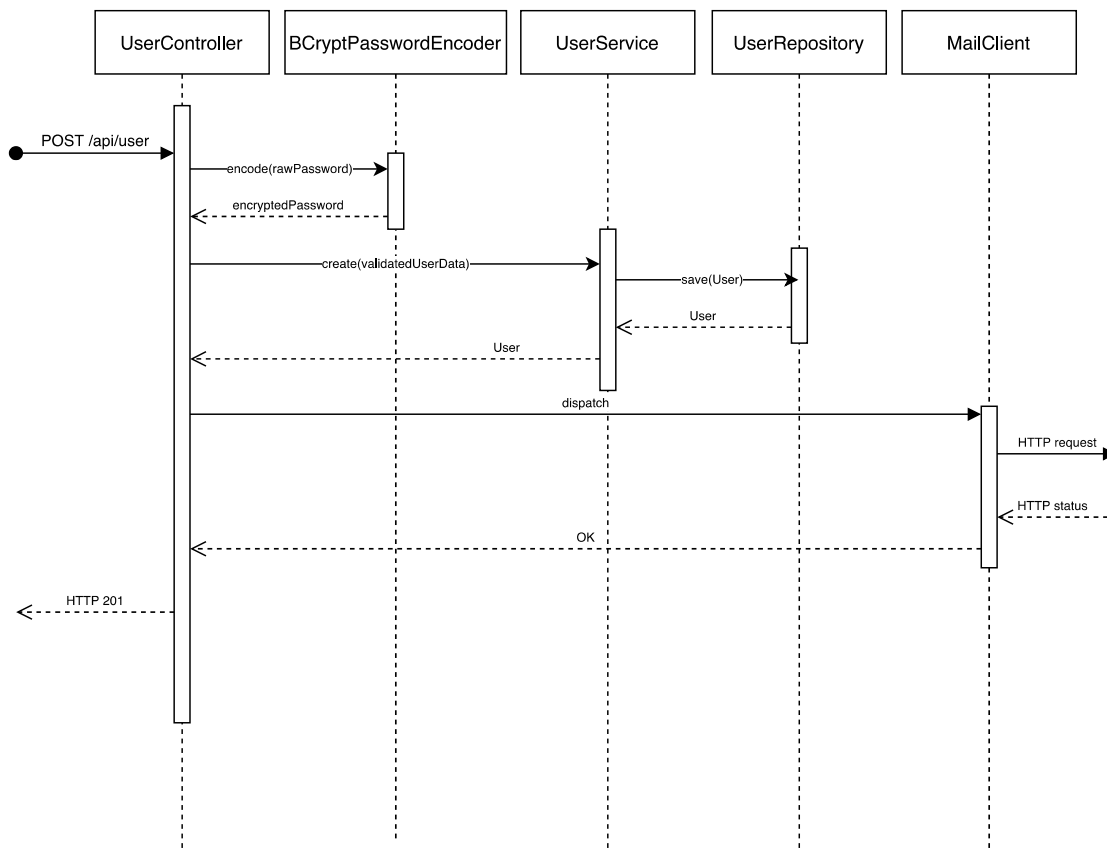 UserController
BCryptPasswordEncoder
UserService
UserRepository
MailClient
POST /api/user
encode(rawPassword)
encryptedPassword
create(validatedUserData)
save(User)
User
User
dispatch
HTTP request
HTTP status
OK
HTTP 201